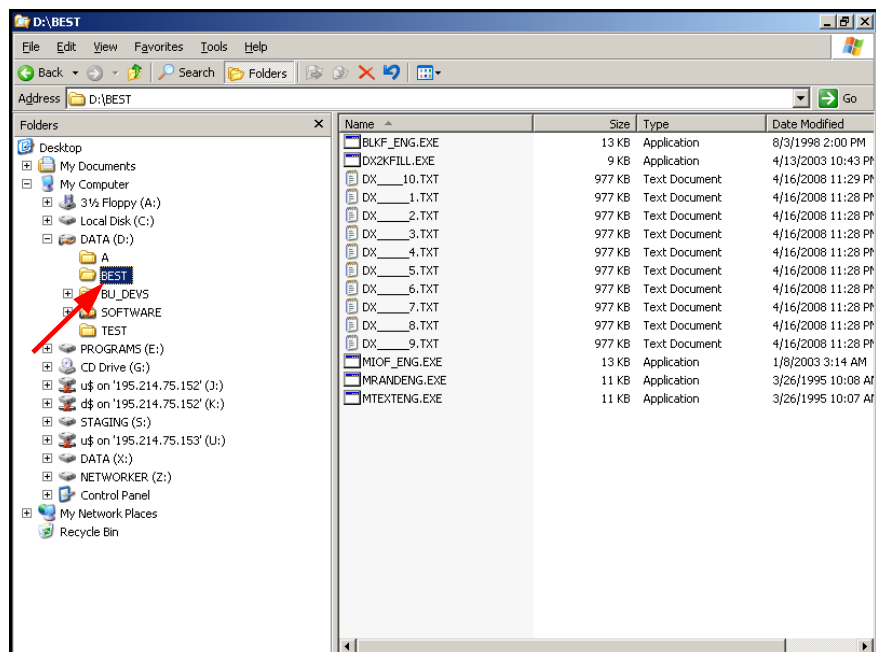 D:\BEST
File Edit View Favorites Tools Help
Back Search Folders
Address D:\BEST Go
Folders
Desktop
My Documents
My Computer
3½ Floppy (A:)
Local Disk (C:)
DATA (D:)
A
BEST
BU_DEVS
SOFTWARE
TEST
PROGRAMS (E:)
CD Drive (G:)
u$ on '195.214.75.152' (J:)
d$ on '195.214.75.152' (K:)
STAGING (S:)
u$ on '195.214.75.153' (U:)
DATA (X:)
NETWORKER (Z:)
Control Panel
My Network Places
Recycle Bin
Name Size Type Date Modified
BLKF_ENG.EXE 13 KB Application 8/3/1998 2:00 PM
DX2KFILL.EXE 9 KB Application 4/13/2003 10:43 PM
DX____10.TXT 977 KB Text Document 4/16/2008 11:29 PM
DX_____1.TXT 977 KB Text Document 4/16/2008 11:28 PM
DX_____2.TXT 977 KB Text Document 4/16/2008 11:28 PM
DX_____3.TXT 977 KB Text Document 4/16/2008 11:28 PM
DX_____4.TXT 977 KB Text Document 4/16/2008 11:28 PM
DX_____5.TXT 977 KB Text Document 4/16/2008 11:28 PM
DX_____6.TXT 977 KB Text Document 4/16/2008 11:28 PM
DX_____7.TXT 977 KB Text Document 4/16/2008 11:28 PM
DX_____8.TXT 977 KB Text Document 4/16/2008 11:28 PM
DX_____9.TXT 977 KB Text Document 4/16/2008 11:28 PM
MIOF_ENG.EXE 13 KB Application 1/8/2003 3:14 AM
MRANDENG.EXE 11 KB Application 3/26/1995 10:08 AM
MTEXTENG.EXE 11 KB Application 3/26/1995 10:07 AM